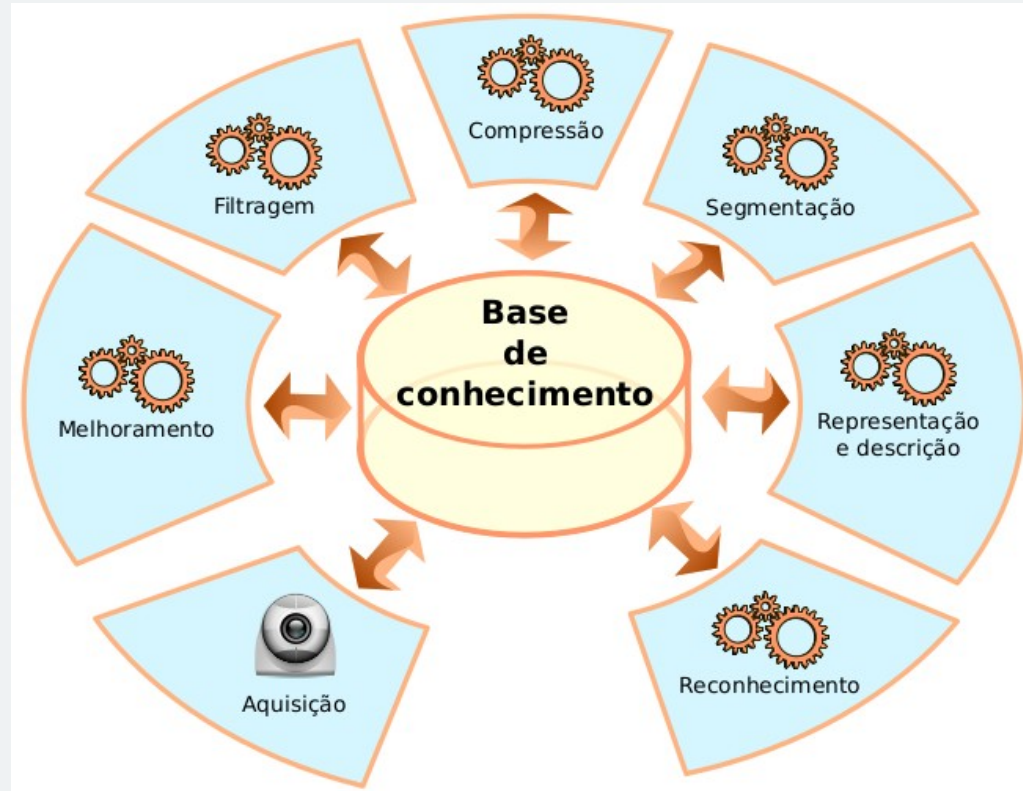 Compressão
Filtragem
Segmentação
Base
de
conhecimento
Melhoramento
Representação
e descrição
Aquisição
Reconhecimento